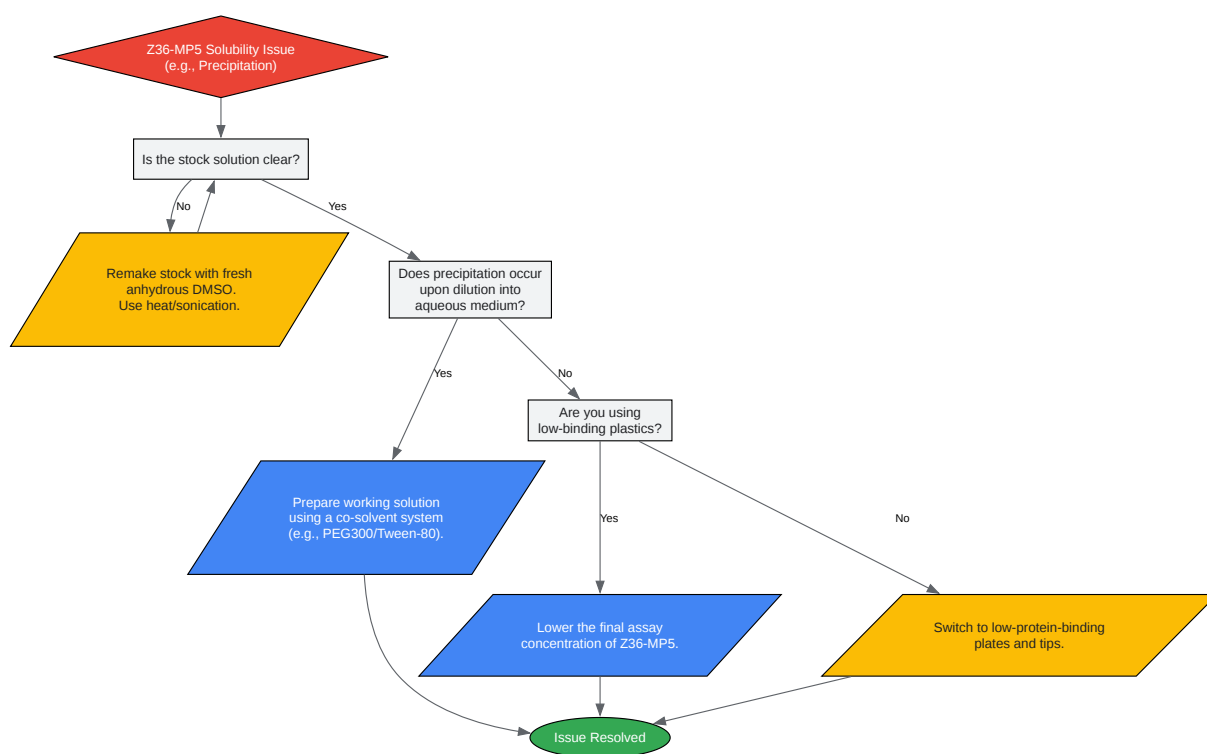 Z36-MP5 Solubility Issue
(e.g., Precipitation)
Is the stock solution clear?
No
Yes
Remake stock with fresh
anhydrous DMSO.
Use heat/sonication.
Does precipitation occur
upon dilution into
aqueous medium?
Yes
No
Are you using
low-binding plastics?
Prepare working solution
using a co-solvent system
(e.g., PEG300/Tween-80).
Yes
No
Lower the final assay
concentration of Z36-MP5.
Switch to low-protein-binding
plates and tips.
Issue Resolved